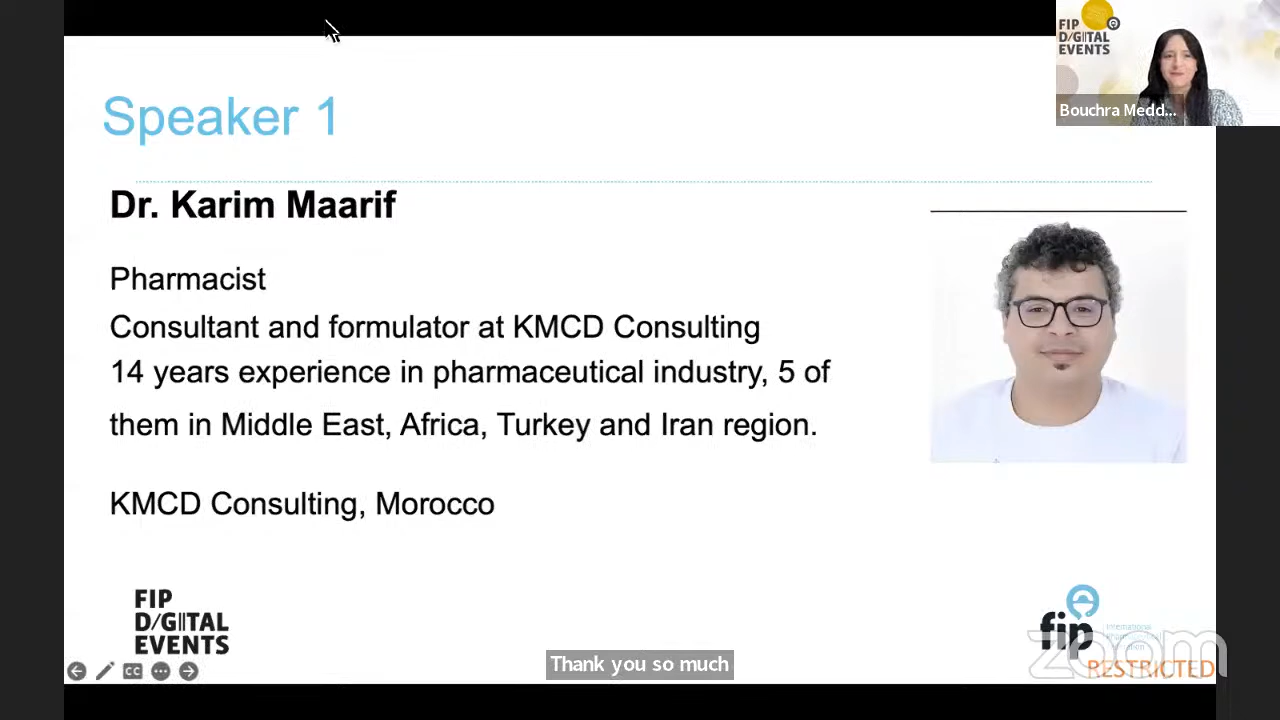 FIP
D/GITAL
EVENTS
Bouchra Medd...
Speaker 1
Dr. Karim Maarif
Pharmacist
Consultant and formulator at KMCD Consulting
14 years experience in pharmaceutical industry, 5 of
them in Middle East, Africa, Turkey and Iran region.
KMCD Consulting, Morocco
FIP
D/GITAL
EVENTS
fip
International
zoom
RESTRICTED
CC
Thank you so much